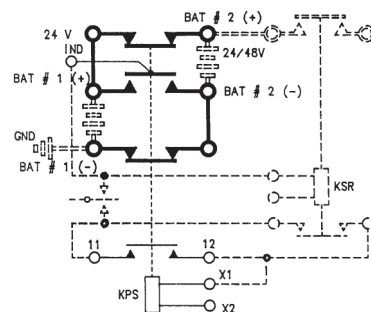 BAT # 2 (+)
24 V
IND
24/48V
BAT # 1 (+)
BAT # 2 (-)
GND
BAT # 1 (-)
KSR
11
12
X1
KPS
X2